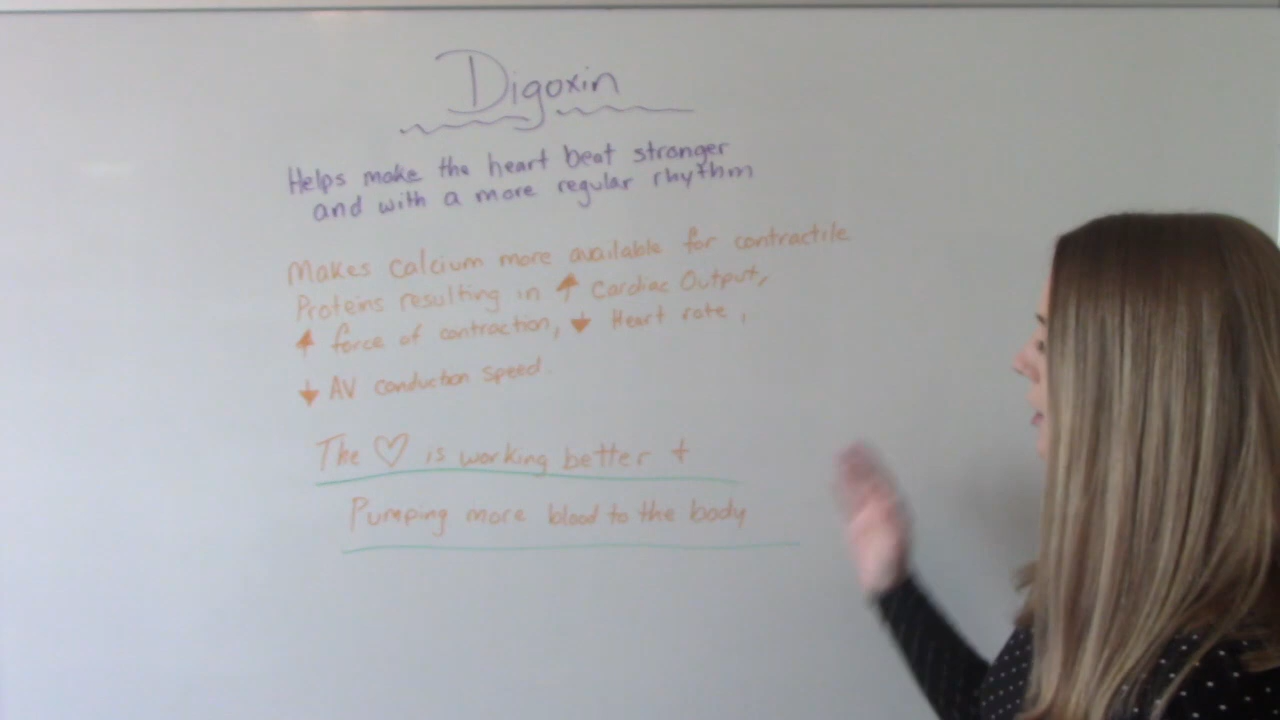 Digoxin
Helps make the heart beat stronger
and with a more regular rhythm
Makes Calcium more available for contractile
Proteins resulting in ↑ Cardiac Output,
↑ force of contraction, ↓ Heart rate,
↓ AV conduction speed.
The ♡ is working better +
Pumping more blood to the body